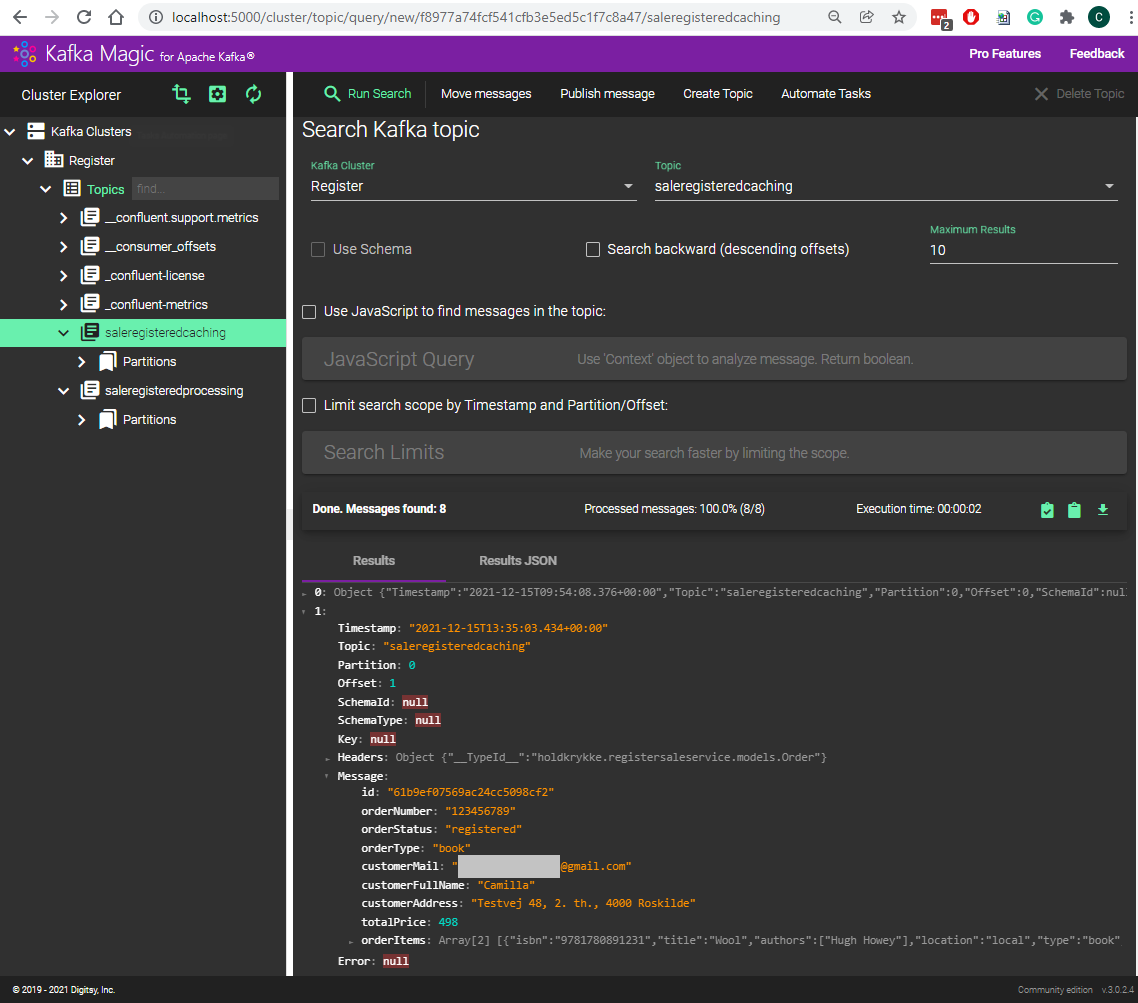 localhost:5000/cluster/topic/query/new/f8977a74fcf541cfb3e5ed5c1f7c8a47/saleregisteredcaching
2
C
Kafka Magic for Apache Kafka®
Pro Features
Feedback
Cluster Explorer
Run Search
Move messages
Publish message
Create Topic
Automate Tasks
Delete Topic
Kafka Clusters
Register
Topics
find...
__confluent.support.metrics
__consumer_offsets
_confluent-license
_confluent-metrics
saleregisteredcaching
Partitions
saleregisteredprocessing
Partitions
Search Kafka topic
Kafka Cluster
Register
Topic
saleregisteredcaching
Use Schema
Search backward (descending offsets)
Maximum Results
10
Use JavaScript to find messages in the topic:
JavaScript Query
Use 'Context' object to analyze message. Return boolean.
Limit search scope by Timestamp and Partition/Offset:
Search Limits
Make your search faster by limiting the scope.
Done. Messages found: 8
Processed messages: 100.0% (8/8)
Execution time: 00:00:02
Results
Results JSON
0: Object {"Timestamp":"2021-12-15T09:54:08.376+00:00","Topic":"saleregisteredcaching","Partition":0,"Offset":0,"SchemaId":null
1:
Timestamp: "2021-12-15T13:35:03.434+00:00"
Topic: "saleregisteredcaching"
Partition: 0
Offset: 1
SchemaId: null
SchemaType: null
Key: null
Headers: Object {"__TypeId__":"holdkrykke.registersaleservice.models.Order"}
Message:
id: "61b9ef07569ac24cc5098cf2"
orderNumber: "123456789"
orderStatus: "registered"
orderType: "book"
customerMail: "@gmail.com"
customerFullName: "Camilla"
customerAddress: "Testvej 48, 2. th., 4000 Roskilde"
totalPrice: 498
orderItems: Array[2] [{"isbn":"9781780891231","title":"Wool","authors":["Hugh Howey"],"location":"local","type":"book"
Error: null
© 2019 - 2021 Digitsy, Inc.
Community edition v.3.0.2.4